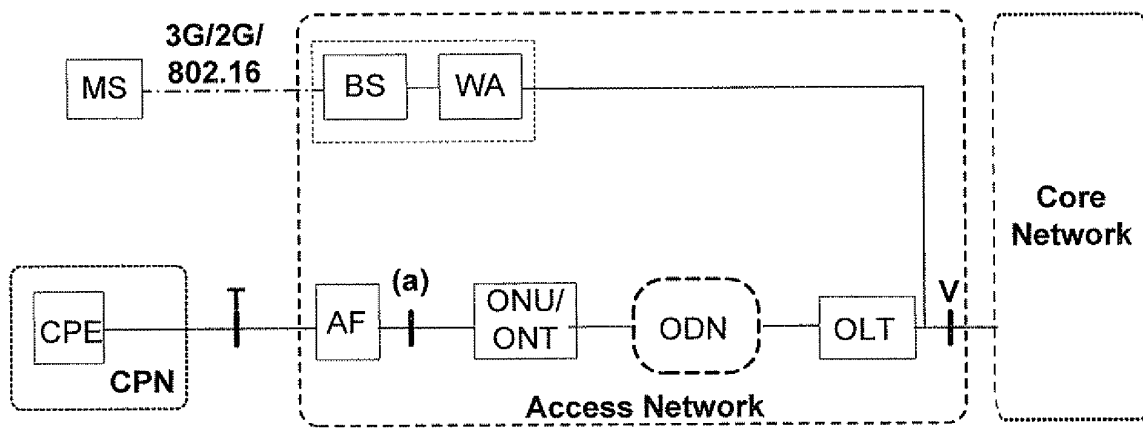 3G/2G/
802.16
MS
BS
WA
Core
Network
(a)
T
V
CPE
AF
ONU/
ONT
ODN
OLT
CPN
Access Network